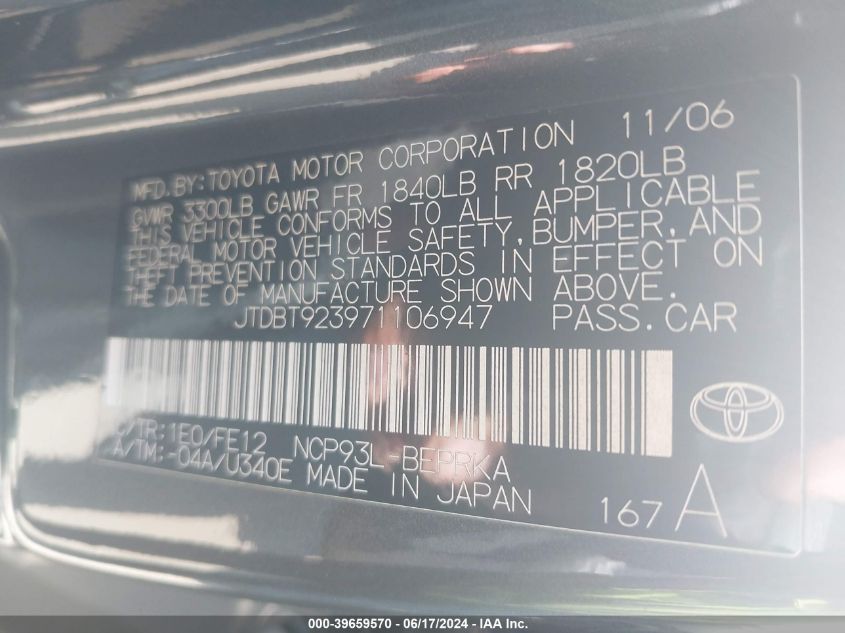 MFD.BY:TOYOTA MOTOR CORPORATION 11/06
GVWR 3300LB GAWR FR 1840LB RR 1820LB
THIS VEHICLE CONFORMS TO ALL APPLICABLE
FEDERAL MOTOR VEHICLE SAFETY,BUMPER,AND
THEFT PREVENTION STANDARDS IN EFFECT ON
THE DATE OF MANUFACTURE SHOWN ABOVE.
JTDBT923971106947 PASS.CAR
C/TR:1E0/FE12 NCP93L-BEPRKA
A/TM:-04A/U340E MADE IN JAPAN
167 A
000-39659570 - 06/17/2024 - IAA Inc.